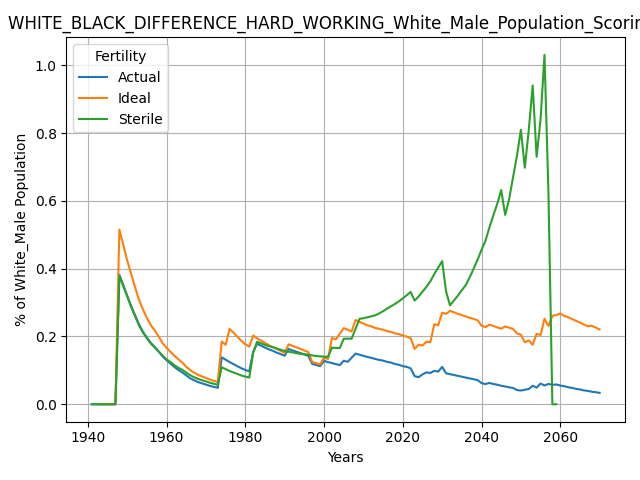 WHITE_BLACK_DIFFERENCE_HARD_WORKING_White_Male_Population_Scorin
Fertility
Actual
Ideal
Sterile
% of White_Male Population
1.0
0.8
0.6
0.4
0.2
0.0
1940 1960 1980 2000 2020 2040 2060
Years